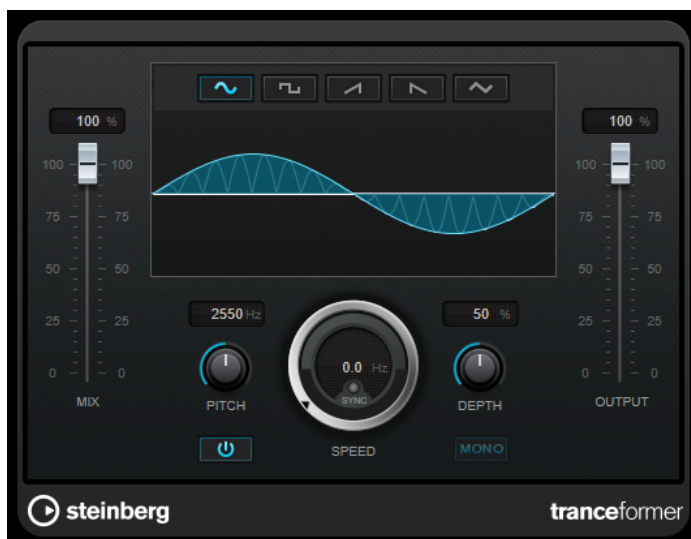 100 % 100 %
100 100 100 100
75 75 75 75
50 50 50 50
2550 Hz 50 %
25 25 25 25
0.0 Hz
0 0 0 0
SYNC
MIX PITCH DEPTH OUTPUT
MONO
SPEED
steinberg tranceformer